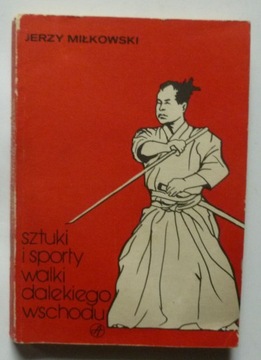 JERZY MIŁKOWSKI
sztuki
i sporty
walki
dalekiego
wschodu